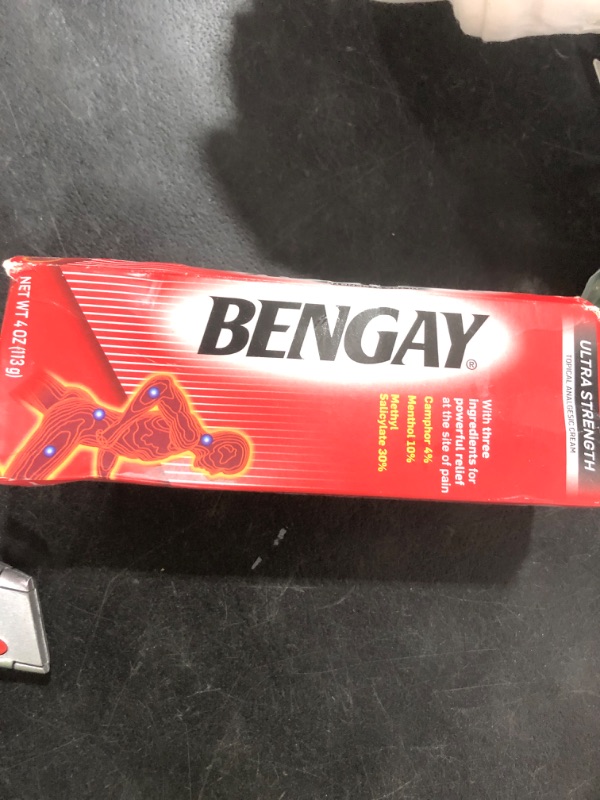 BENGAY®
ULTRA STRENGTH
TOPICAL ANALGESIC CREAM
With three
ingredients for
powerful relief
at the site of pain
Camphor 4%
Menthol 10%
Methyl
Salicylate 30%
NET WT 4 OZ (113 g)